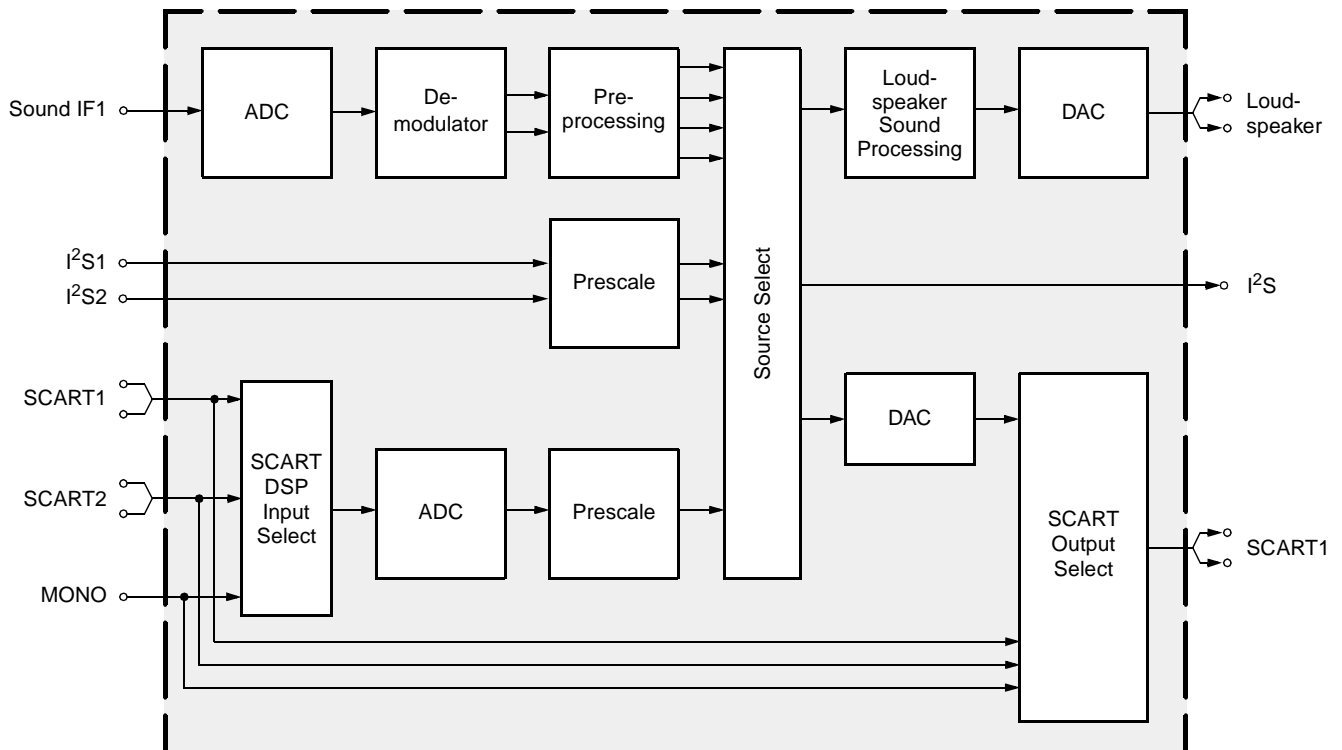 Sound IF1
ADC
De-
modulator
Pre-
processing
Loud-
speaker
Sound
Processing
DAC
Loud-
speaker
I²S1
I²S2
Prescale
Source Select
I²S
SCART1
SCART2
MONO
SCART
DSP
Input
Select
ADC
Prescale
DAC
SCART
Output
Select
SCART1